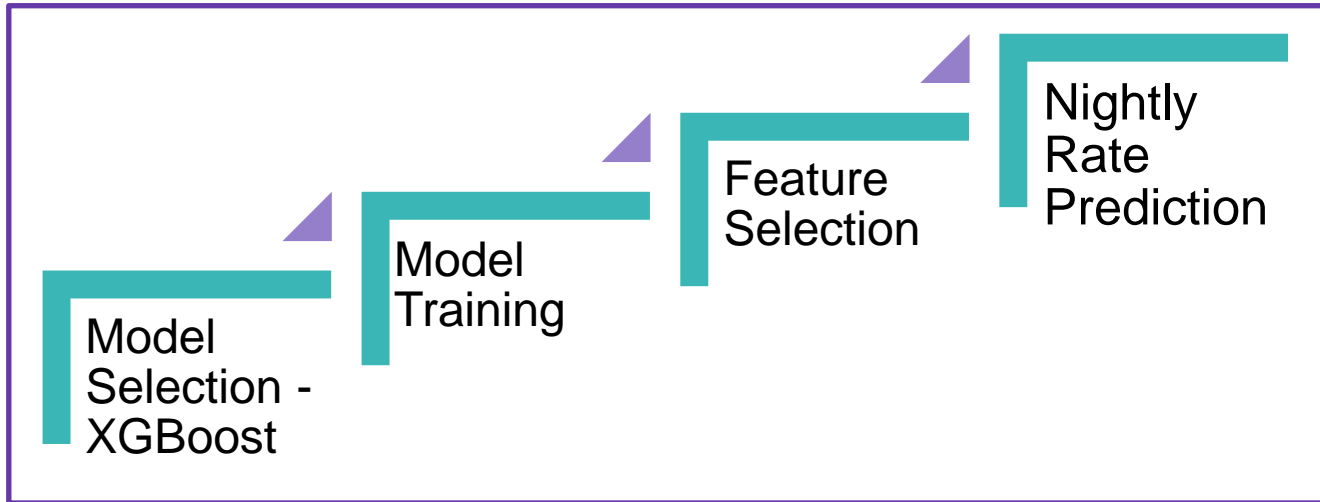 Model
Selection -
XGBoost
Model
Training
Feature
Selection
Nightly
Rate
Prediction